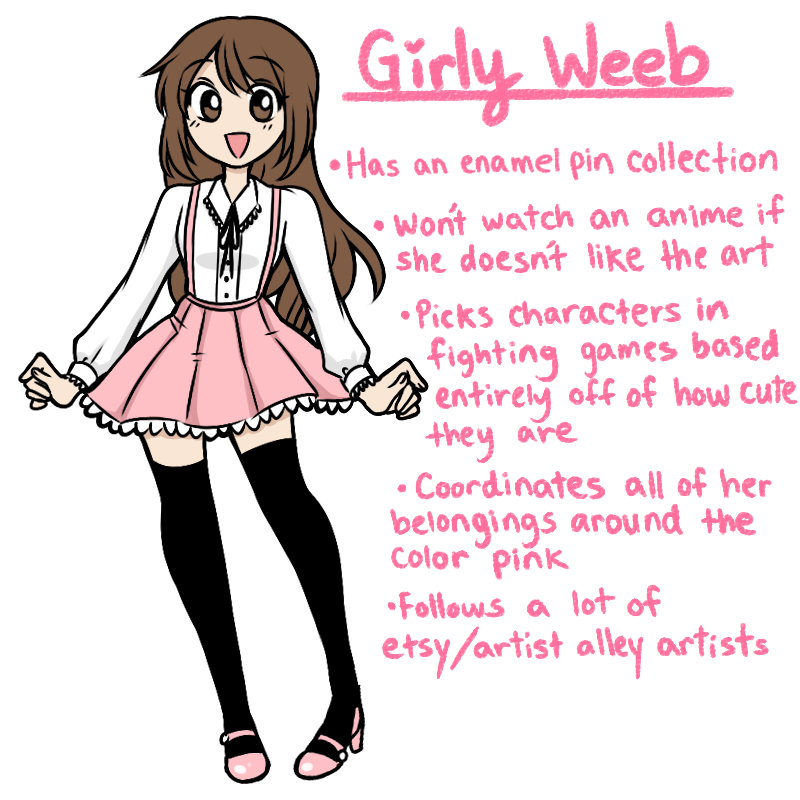 Girly Weeb
•Has an enamel pin collection
•Won't watch an anime if
she doesn't like the art
•Picks characters in
fighting games based
entirely off of how cute
they are
•Coordinates all of her
belongings around the
color pink
•Follows a lot of
etsy/artist alley artists